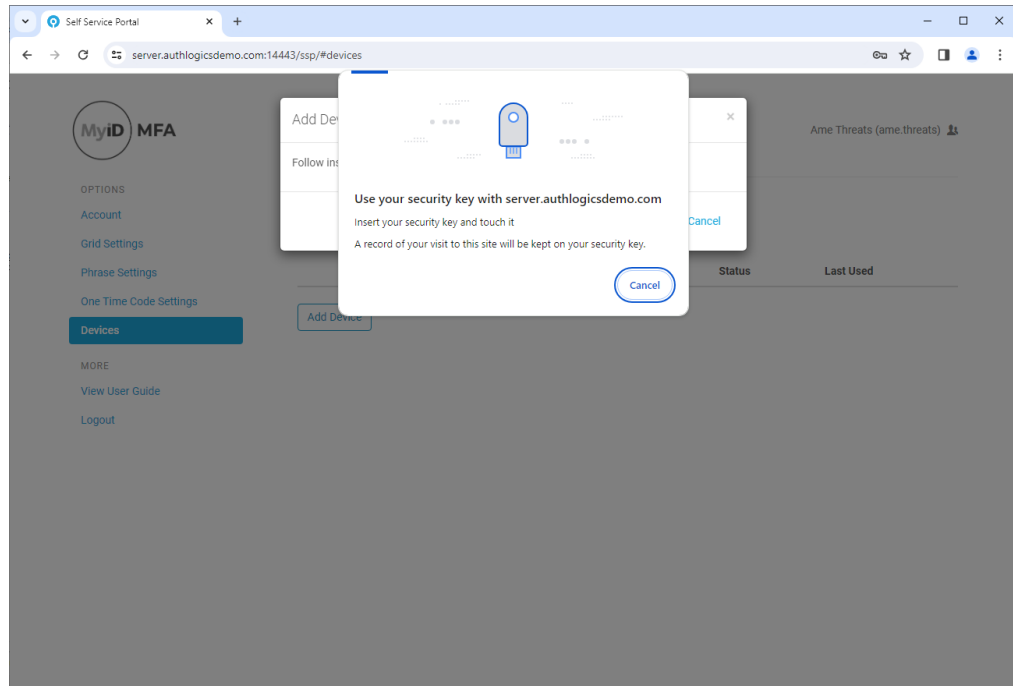 Self Service Portal
server.authlogicsdemo.com:14443/ssp/#devices
MyiD MFA
Ame Threats (ame.threats)
OPTIONS
Account
Grid Settings
Phrase Settings
One Time Code Settings
Devices
MORE
View User Guide
Logout
Add De
Follow ins
Cancel
Use your security key with server.authlogicsdemo.com
Insert your security key and touch it
A record of your visit to this site will be kept on your security key.
Cancel
Status Last Used
Add Device